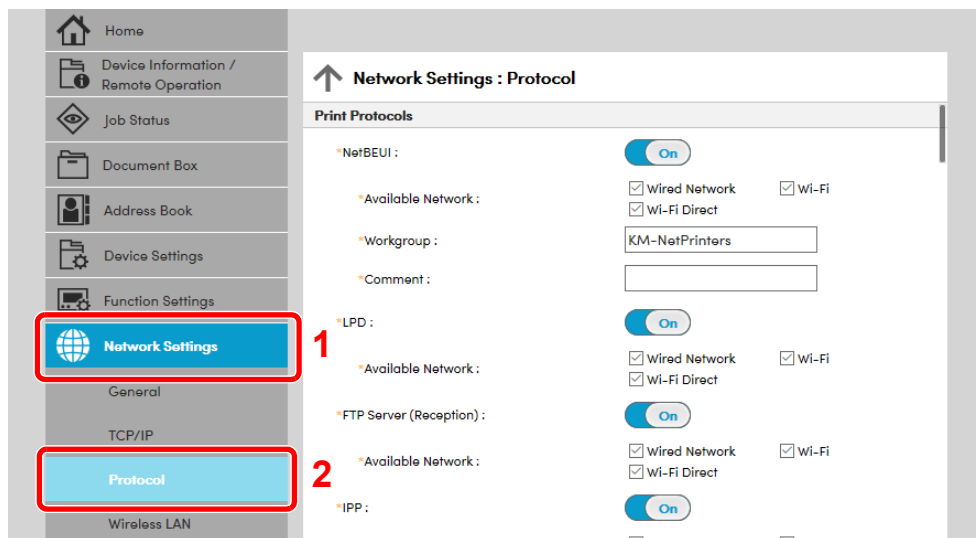 Home
Device Information /
Remote Operation
Job Status
Document Box
Address Book
Device Settings
Function Settings
Network Settings
1
General
TCP/IP
Protocol
2
Wireless LAN
Network Settings : Protocol
Print Protocols
*NetBEUI :
On
*Available Network :
Wired Network
Wi-Fi
Wi-Fi Direct
*Workgroup :
KM-NetPrinters
*Comment :
*LPD :
On
*Available Network :
Wired Network
Wi-Fi
Wi-Fi Direct
*FTP Server (Reception) :
On
*Available Network :
Wired Network
Wi-Fi
Wi-Fi Direct
*IPP :
On